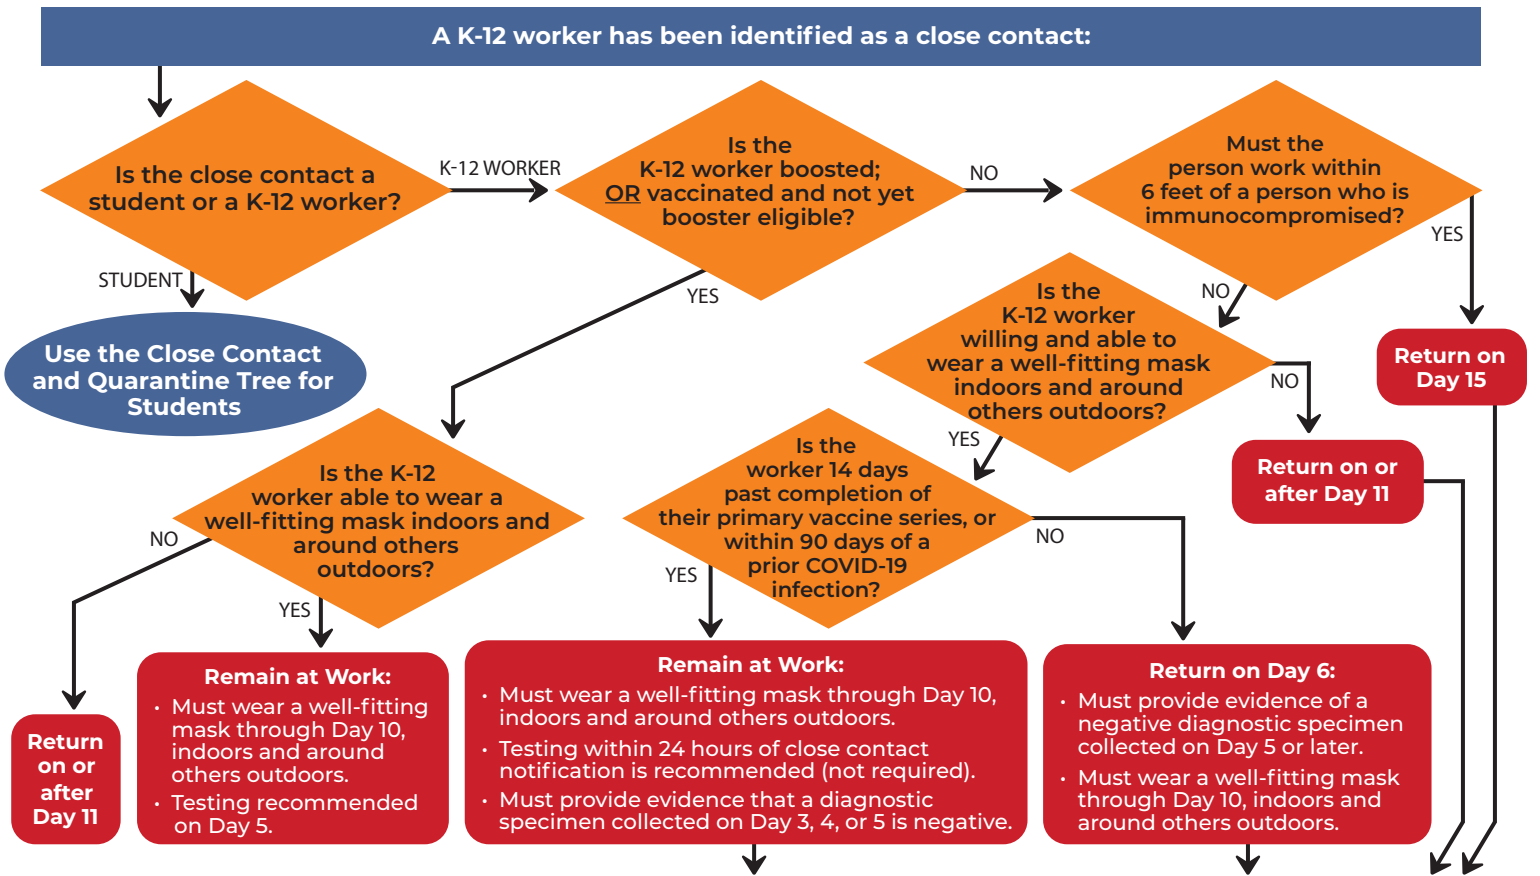 A K-12 worker has been identified as a close contact:
Is the close contact a
student or a K-12 worker?
K-12 WORKER
STUDENT
Use the Close Contact
and Quarantine Tree for
Students
Is the
K-12 worker boosted;
OR vaccinated and not yet
booster eligible?
NO
YES
Must the
person work within
6 feet of a person who is
immunocompromised?
YES
NO
Return on
Day 15
Is the
K-12 worker
willing and able to
wear a well-fitting mask
indoors and around
others outdoors?
NO
YES
Return on or
after Day 11
Is the K-12
worker able to wear a
well-fitting mask indoors and
around others
outdoors?
NO
YES
Is the
worker 14 days
past completion of
their primary vaccine series, or
within 90 days of a
prior COVID-19
infection?
YES
NO
Return
on or
after
Day 11
Remain at Work:
· Must wear a well-fitting
mask through Day 10,
indoors and around
others outdoors.
· Testing recommended
on Day 5.
Remain at Work:
· Must wear a well-fitting mask through Day 10,
indoors and around others outdoors.
· Testing within 24 hours of close contact
notification is recommended (not required).
· Must provide evidence that a diagnostic
specimen collected on Day 3, 4, or 5 is negative.
Return on Day 6:
· Must provide evidence of a
negative diagnostic specimen
collected on Day 5 or later.
· Must wear a well-fitting mask
through Day 10, indoors and
around others outdoors.